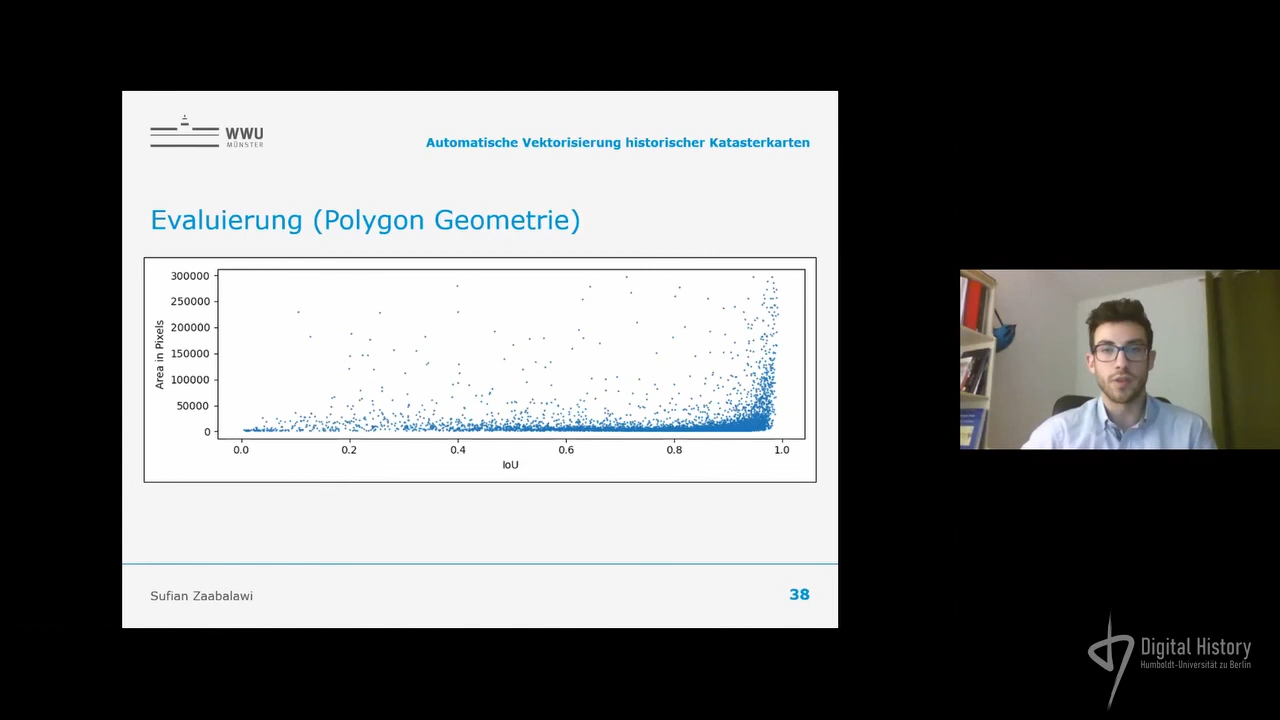 WWU
MÜNSTER
Automatische Vektorisierung historischer Katasterkarten
Evaluierung (Polygon Geometrie)
300000
250000
200000
150000
100000
50000
0
Area in Pixels
0.0 0.2 0.4 0.6 0.8 1.0
IoU
Sufian Zaabalawi
38
Digital History
Humboldt-Universität zu Berlin